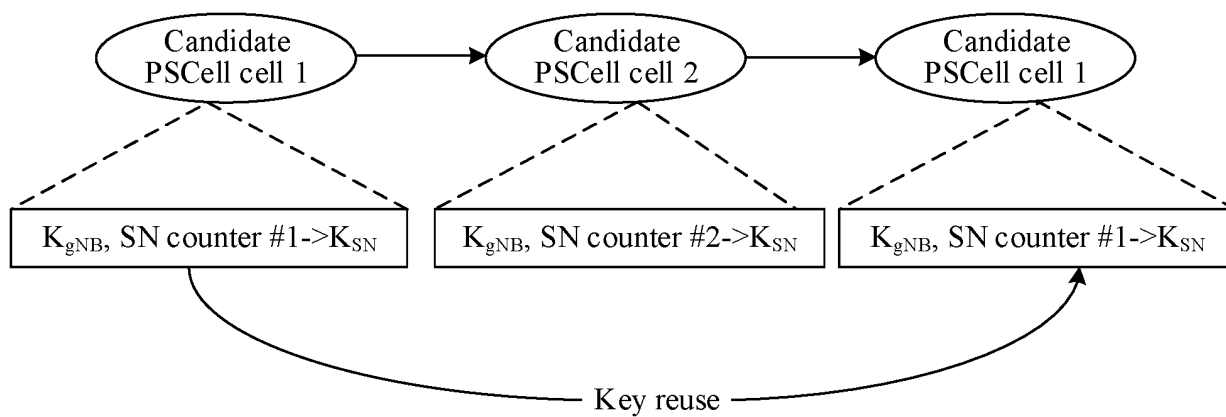 Candidate
PSCell cell 1
Candidate
PSCell cell 2
Candidate
PSCell cell 1
KgNB, SN counter #1->KSN
KgNB, SN counter #2->KSN
KgNB, SN counter #1->KSN
Key reuse